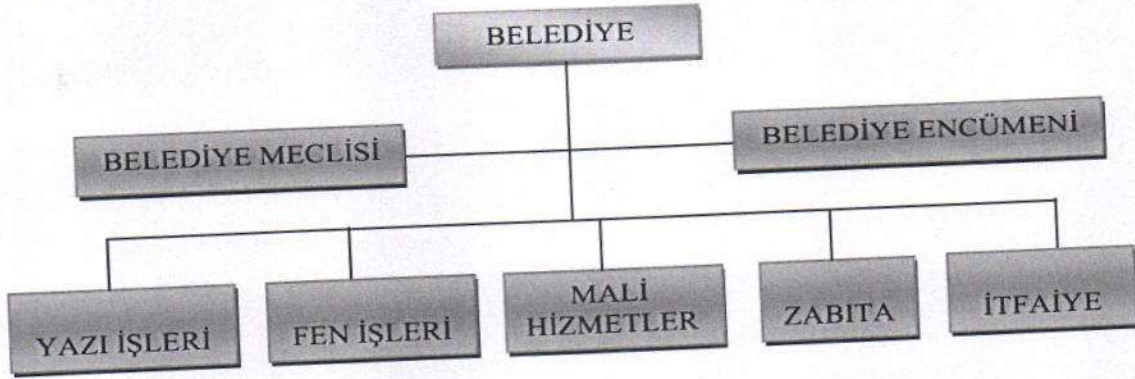 BELEDİYE
BELEDİYE MECLİSİ
BELEDİYE ENCÜMENİ
YAZI İŞLERİ
FEN İŞLERİ
MALİ
HİZMETLER
ZABITA
İTFAİYE